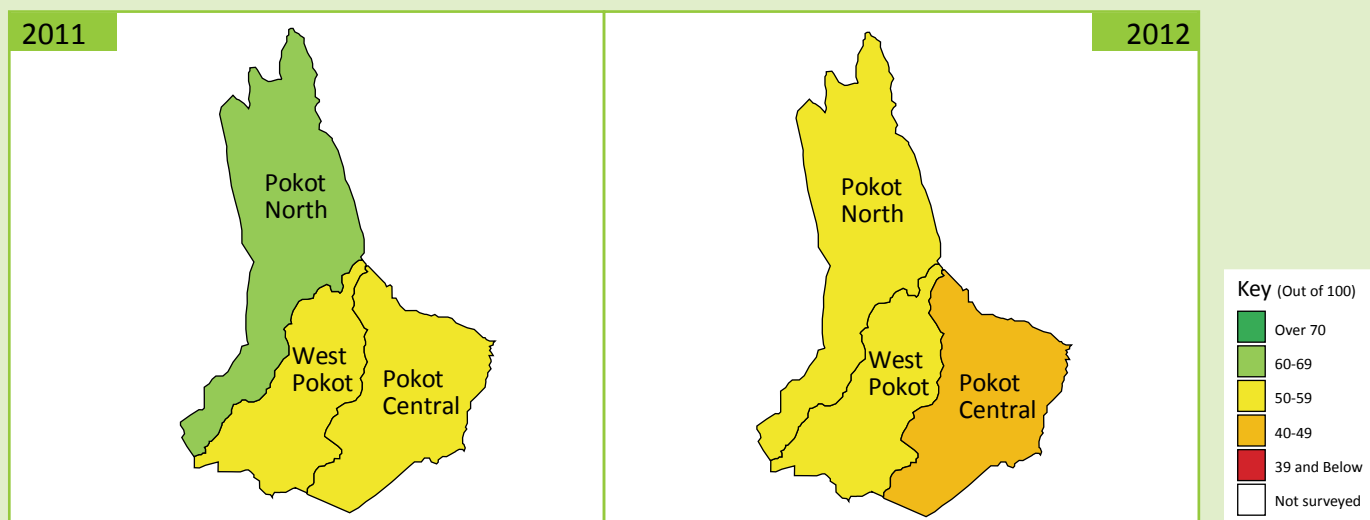 2011
Pokot
North
West
Pokot
Pokot
Central
2012
Pokot
North
West
Pokot
Pokot
Central
Key (Out of 100)
Over 70
60-69
50-59
40-49
39 and Below
Not surveyed